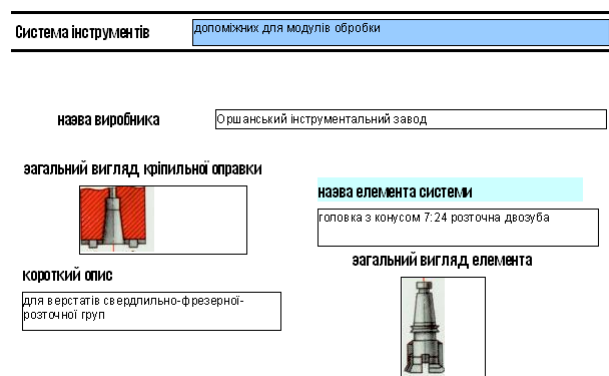 Система інструментів
допоміжних для модулів обробки
назва виробника
Оршанський інструментальний завод
загальний вигляд кріпильної оправки
назва елемента системи
головка з конусом 7:24 розточна двозуба
загальний вигляд елемента
короткий опис
для верстатів свердлильно-фрезерної-
розточної груп